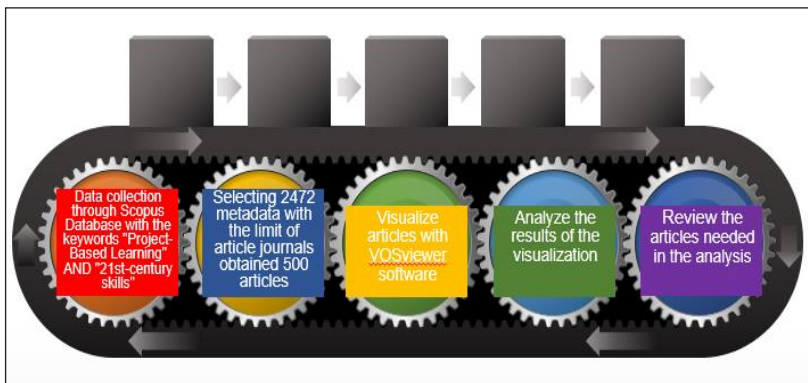 Data collection
through Scopus
Database with the
keywords "Project-
Based Learning"
AND "21st-century
skills"
Selecting 2472
metadata with
the limit of
article journals
obtained 500
articles
Visualize
articles with
VOSviewer
software
Analyze the
results of the
visualization
Review the
articles needed
in the analysis